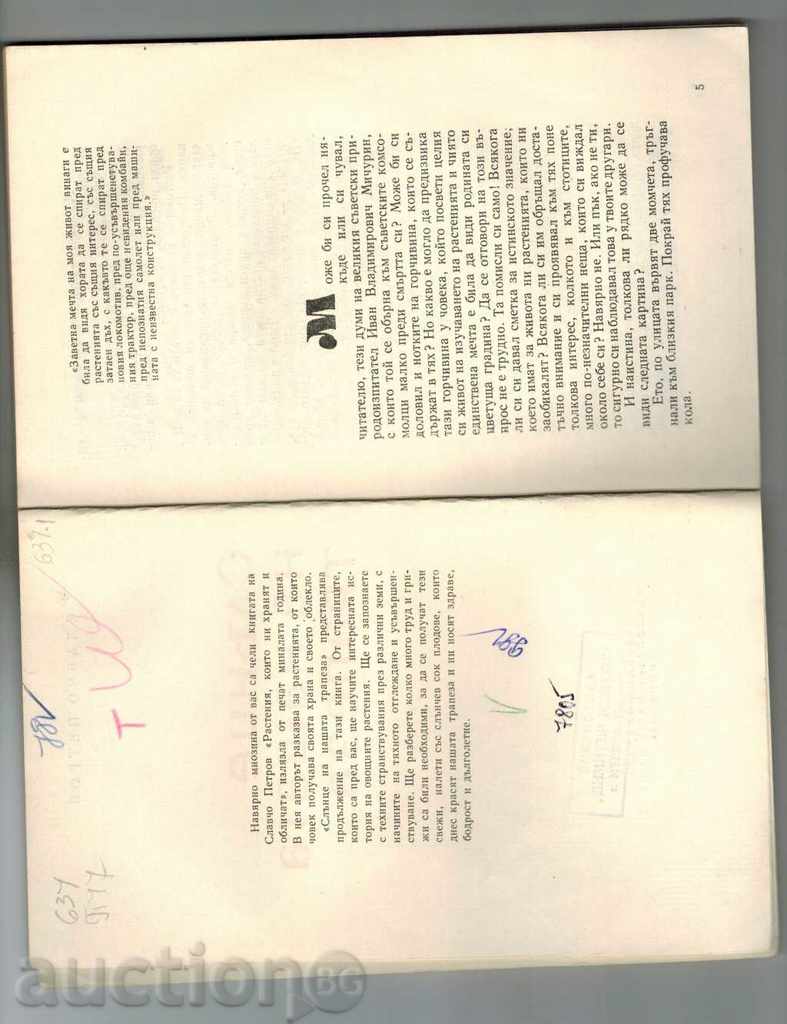 637
П17
т
637.1
Навярно мнозина от вас са чели книгата на
Славчо Петров «Растения, които ни хранят и
обличат», излязла от печат миналата година.
В нея авторът разказва за растенията, от които
човек получава своята храна и своето облекло.
«Слънце на нашата трапеза» представлява
продължение на тази книга. От страниците,
които са пред вас, ще научите интересната ис-
тория на овощните растения. Ще се запознаете
с техните странствувания през различни земи, с
начините на тяхното отглеждане и усъвършен-
ствуване. Ще разберете колко много труд и гри-
жи са били необходими, за да се получат тези
свежи, налети със слънчев сок плодове, които
днес красят нашата трапеза и ни носят здраве,
бодрост и дълголетие.
V
7805
«Заветна мечта на моя живот винаги е
била да видя хората да се спират пред
растенията със същия интерес, със същия
затаен дъх, с какъвто те се спират пред
новия локомотив, пред по-усъвършенствува-
ния трактор, пред още невидения комбайн,
пред непознатия самолет или пред маши-
ната с неизвестна конструкция.»
Може би си прочел ня-
къде или си чувал,
читателю, тези думи на великия съветски при-
родоизпитател Иван Владимирович Мичурин,
с които той се обърна към съветските комсо-
молци малко преди смъртта си? Може би си
доловил и нотките на горчивина, които се съ-
държат в тях? Но какво е могло да предизвика
тази горчивина у човека, който посвети целия
си живот на изучаването на растенията и чиято
единствена мечта е била да види родината си
цветуща градина? Да се отговори на този въ-
прос не е трудно. Та помисли си само! Всякога
ли си си давал сметка за истинското значение,
което имат за живота ни растенията, които ни
заобикалят? Всякога ли си им обръщал доста-
тъчно внимание и си проявявал към тях поне
толкова интерес, колкото и към стотиците,
много по-незначителни неща, които си виждал
около себе си? Навярно не. Или пък, ако не ти,
то сигурно си наблюдавал това у твоите другари.
И наистина, толкова ли рядко може да се
види следната картина?
Ето, по улицата вървят две момчета, тръг-
нали към близкия парк. Покрай тях профучава
кола.
5
АукционBG